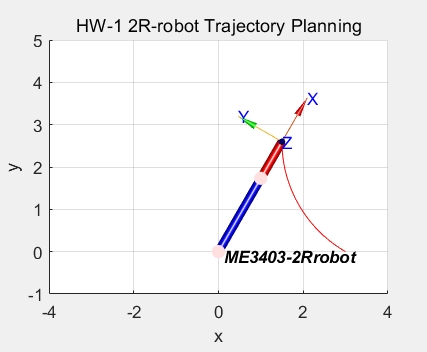 HW-1 2R-robot Trajectory Planning
5
4
3
2
1
0
-1
y
X
Y
Z
ME3403-2Rrobot
-4 -2 0 2 4
x